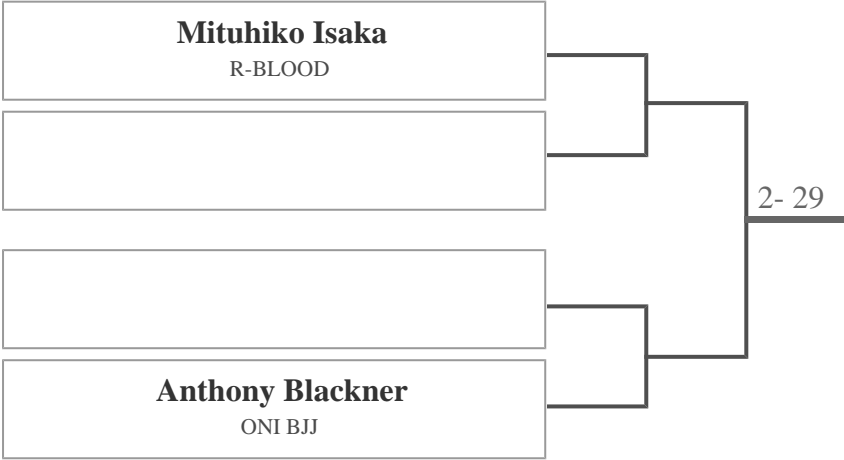 Mituhiko Isaka
R-BLOOD
2- 29
Anthony Blackner
ONI BJJ